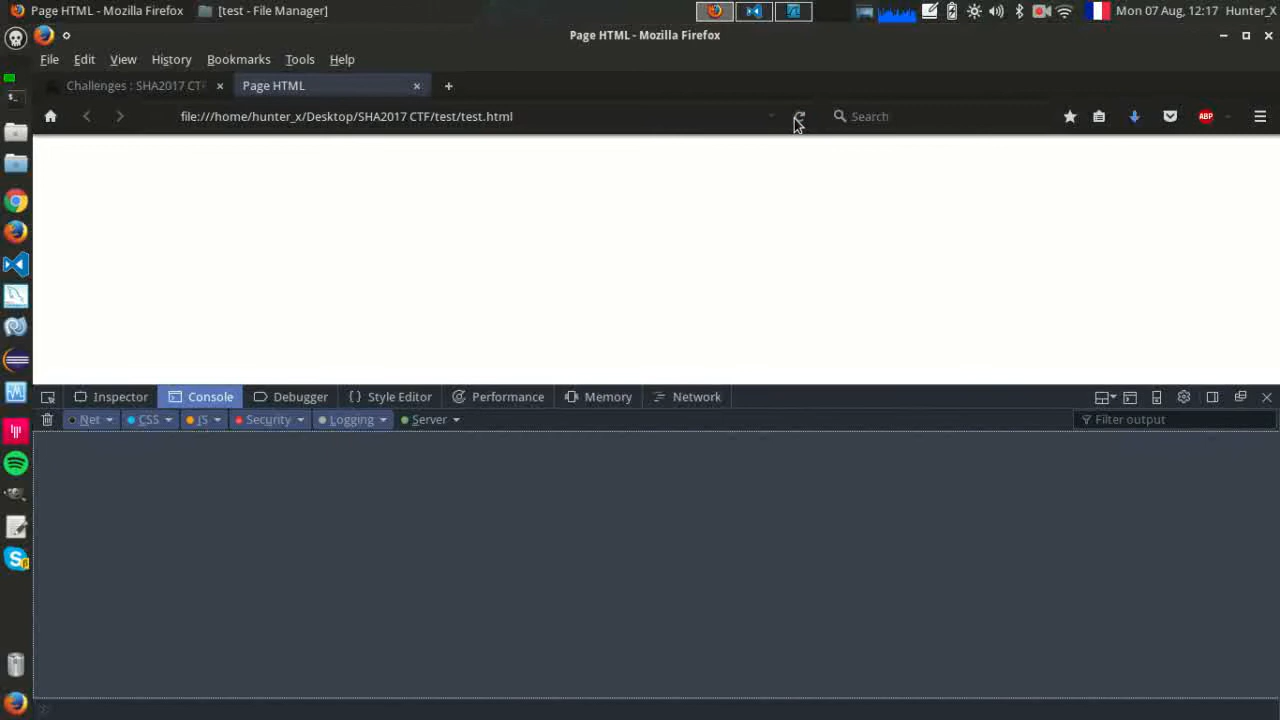 Page HTML - Mozilla Firefox [test - File Manager] Mon 07 Aug, 12:17 Hunter_X
Page HTML - Mozilla Firefox
File Edit View History Bookmarks Tools Help
Challenges : SHA2017 CT Page HTML
file:///home/hunter_x/Desktop/SHA2017 CTF/test/test.html Search ABP
Inspector Console Debugger Style Editor Performance Memory Network
Net CSS JS Security Logging Server Filter output